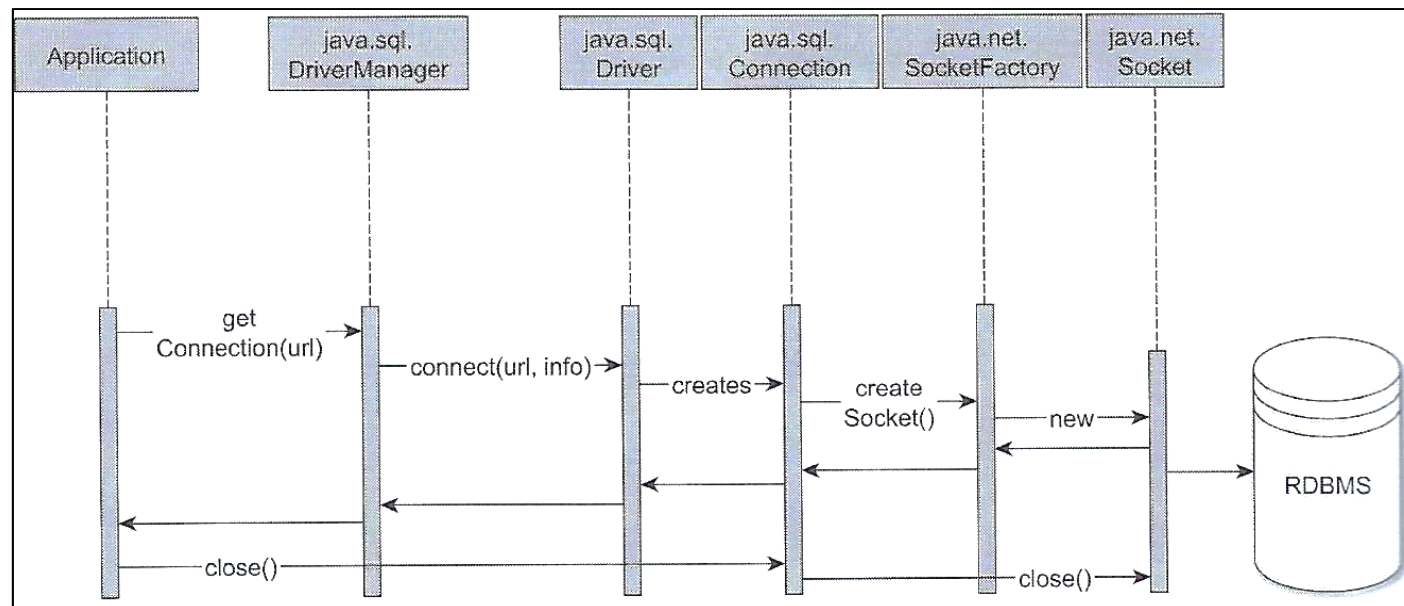 Application
java.sql.
DriverManager
java.sql.
Driver
java.sql.
Connection
java.net.
SocketFactory
java.net.
Socket
get
Connection(url)
connect(url, info)
creates
create
Socket()
new
RDBMS
close()
close()